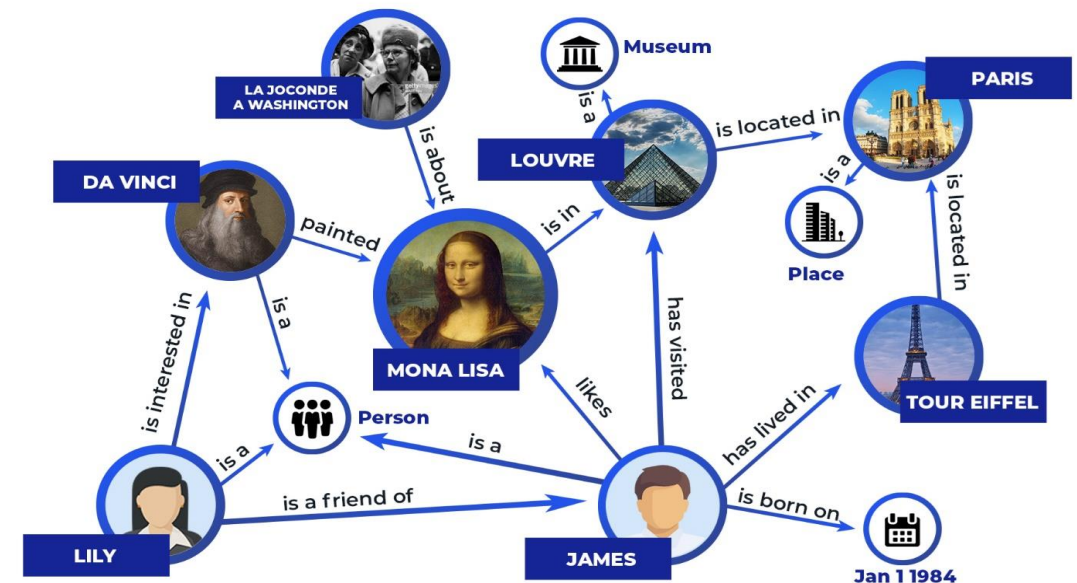 LA JOCONDE
A WASHINGTON
is about
Museum
is a
LOUVRE
is located in
PARIS
is a
Place
is located in
DA VINCI
painted
is in
MONA LISA
is a
is interested in
Person
likes
has visited
has lived in
TOUR EIFFEL
is a
is a
is a friend of
is born on
LILY
JAMES
Jan 1 1984